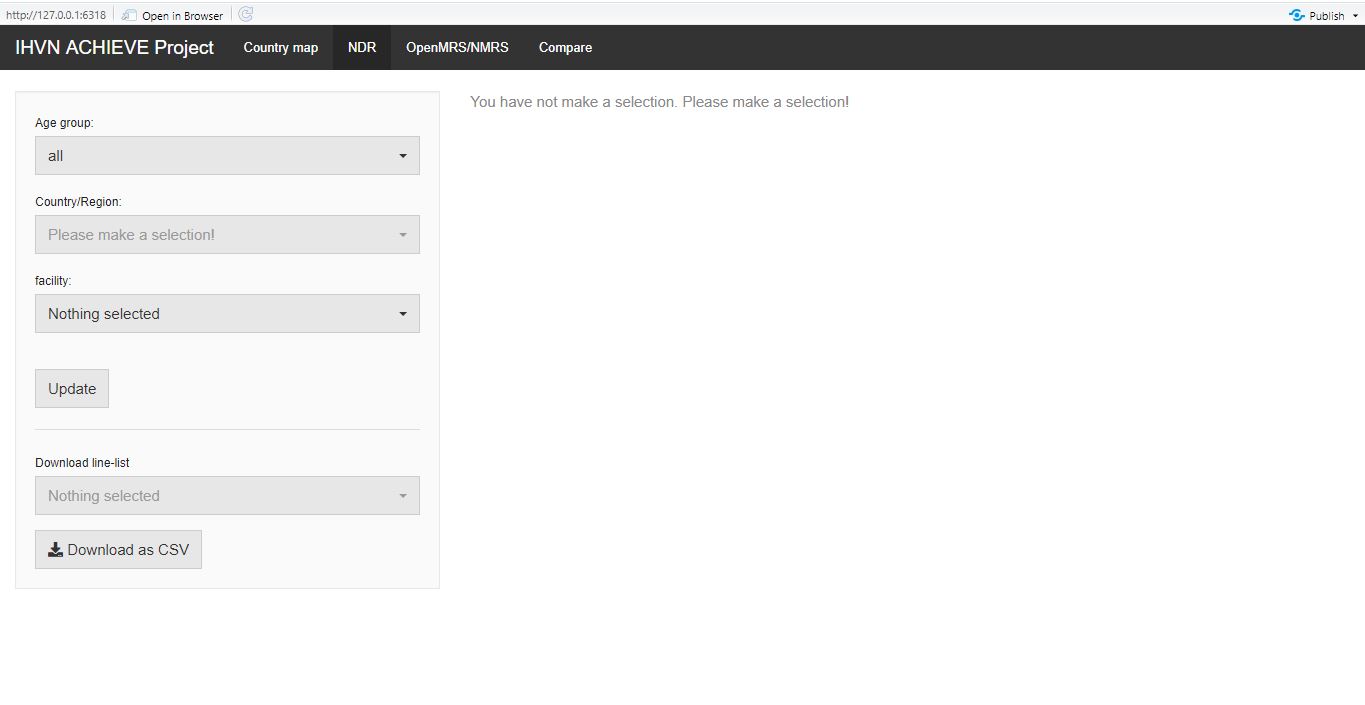 http://127.0.0.1:6318 Open in Browser Publish
IHVN ACHIEVE Project Country map NDR OpenMRS/NMRS Compare
You have not make a selection. Please make a selection!
Age group:
all
Country/Region:
Please make a selection!
facility:
Nothing selected
Update
Download line-list
Nothing selected
Download as CSV